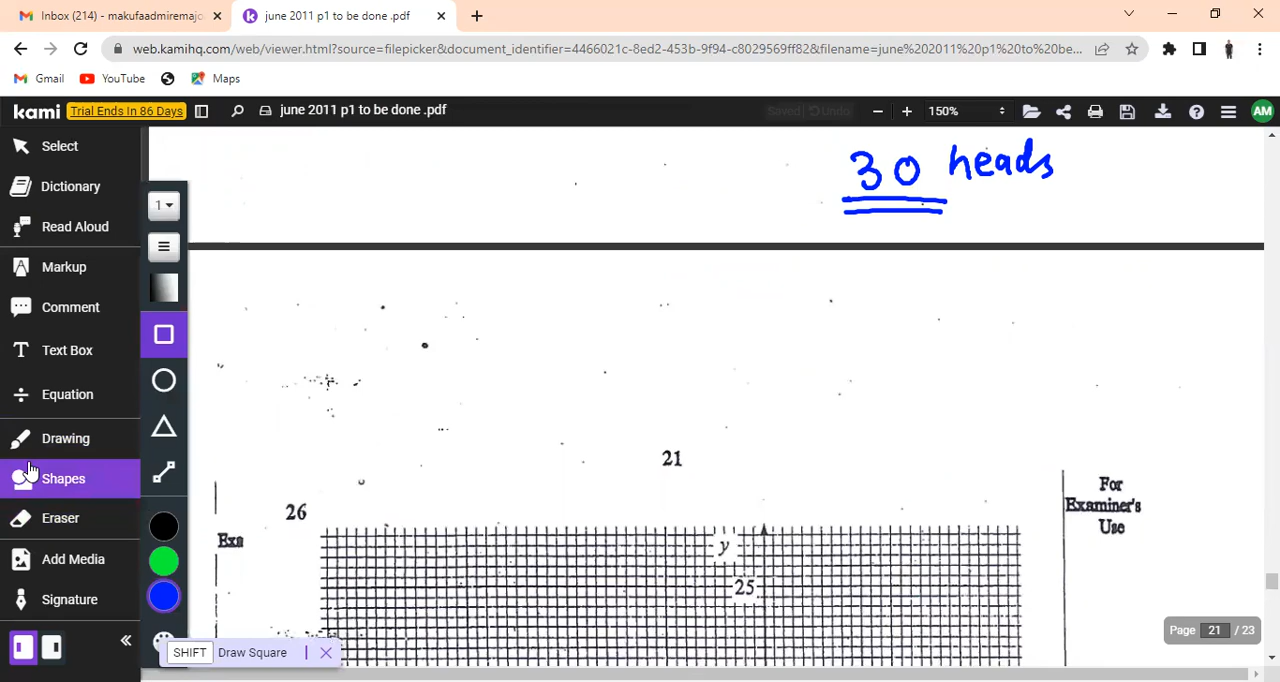 Inbox (214) - makufaadmiremajo
june 2011 p1 to be done .pdf
web.kamihq.com/web/viewer.html?source=filepicker&document_identifier=4466021c-8ed2-453b-9f94-c8029569ff82&filename=june%202011%20p1%20to%20be...
Gmail
YouTube
Maps
kami
Trial Ends In 86 Days
june 2011 p1 to be done .pdf
Saved
Undo
150%
AM
Select
Dictionary
Read Aloud
Markup
Comment
Text Box
Equation
Drawing
Shapes
Eraser
Add Media
Signature
1
30 heads
21
26
Exa
For
Examiner's
Use
y
25
Page 21 / 23
SHIFT Draw Square